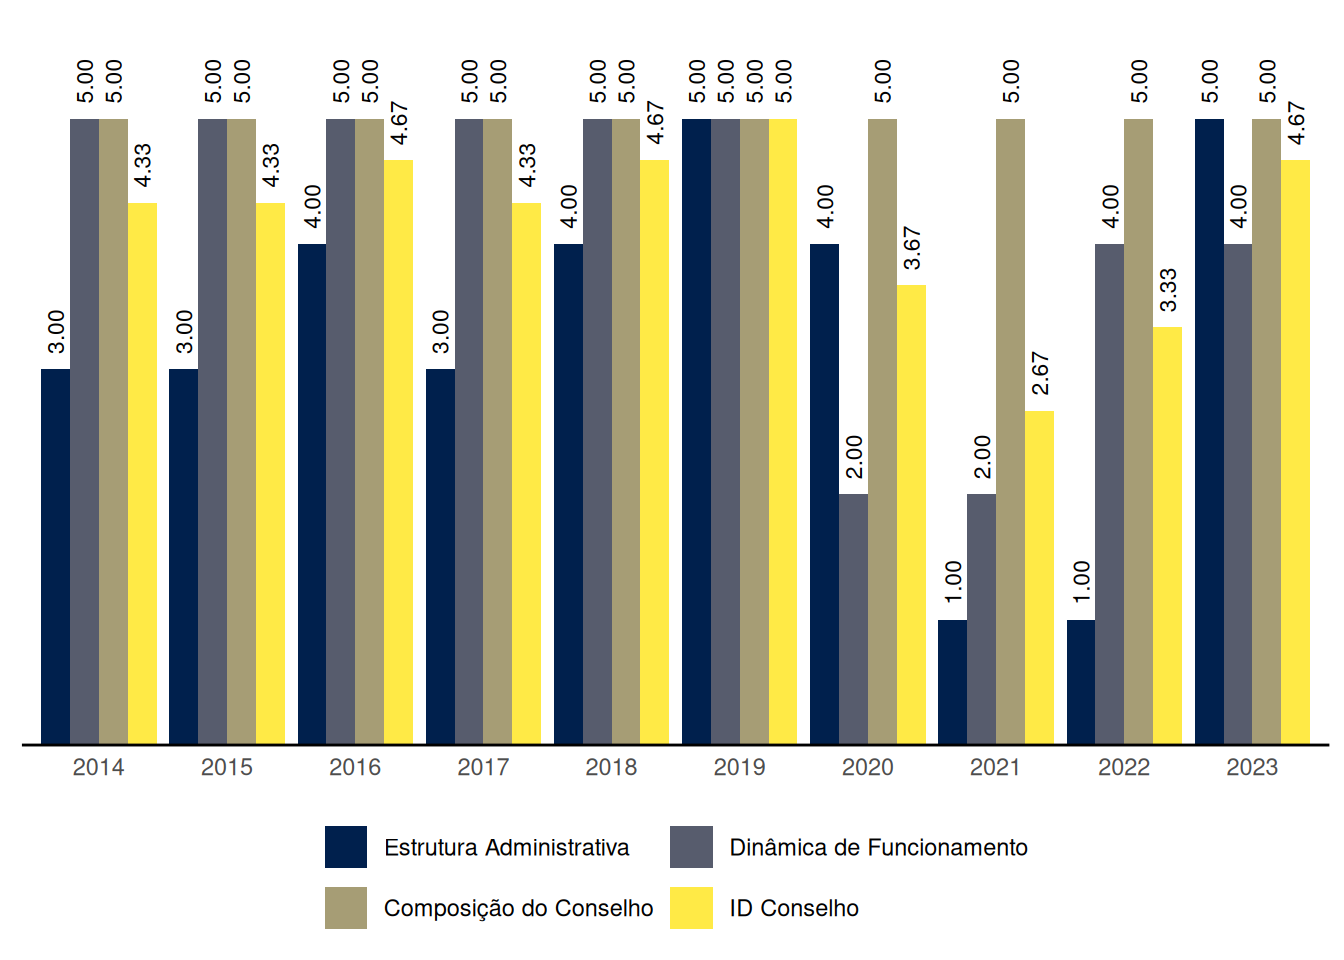 3.00 5.00 5.00 4.33 3.00 5.00 5.00 4.33 4.00 5.00 5.00 4.67 3.00 5.00 5.00 4.33 4.00 5.00 5.00 4.67 5.00 5.00 5.00 5.00 4.00 2.00 5.00 3.67 1.00 2.00 5.00 2.67 1.00 4.00 5.00 3.33 5.00 4.00 5.00 4.67
2014 2015 2016 2017 2018 2019 2020 2021 2022 2023
Estrutura Administrativa Dinâmica de Funcionamento
Composição do Conselho ID Conselho